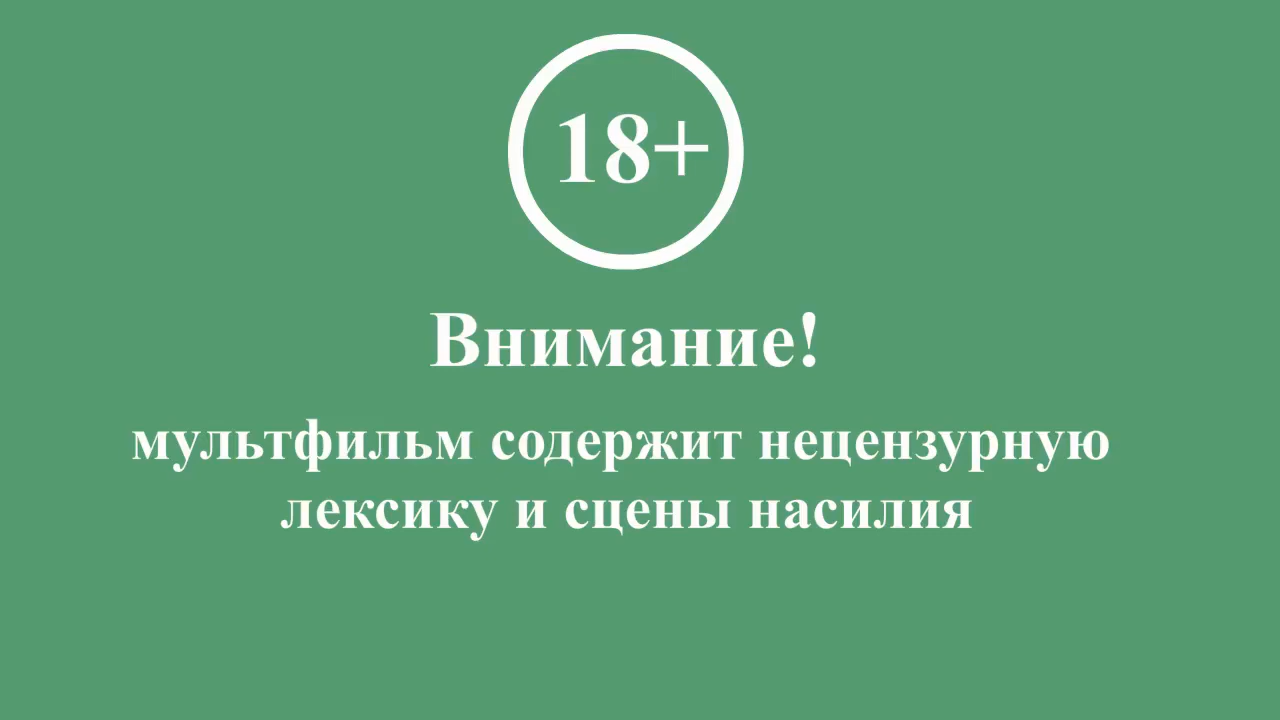 18+
Внимание!
мультфильм содержит нецензурную
лексику и сцены насилия